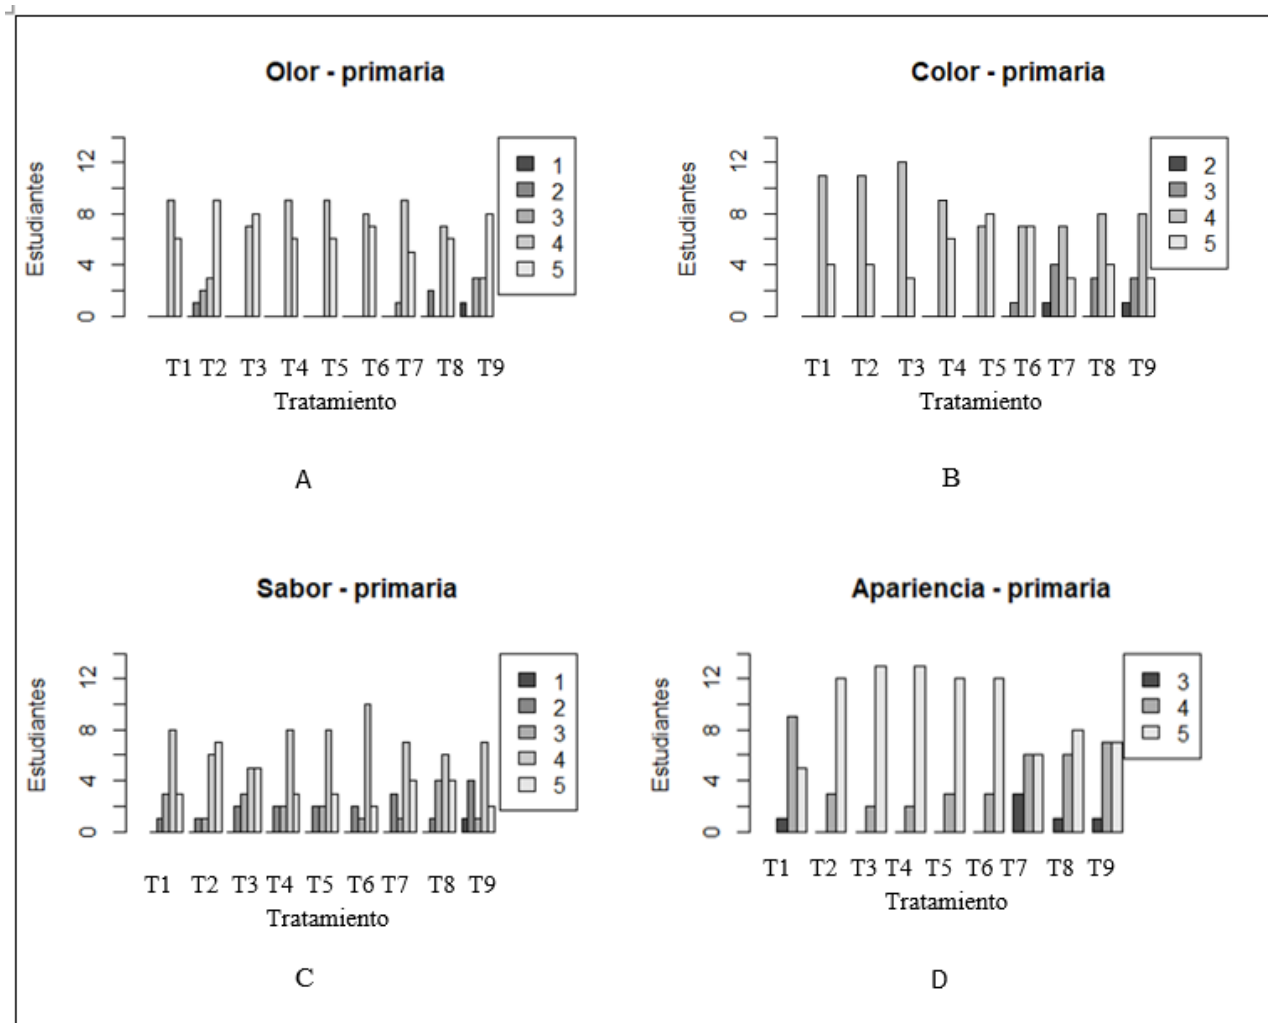 Olor - primaria
Estudiantes
0 4 8 12
1
2
3
4
5
T1 T2 T3 T4 T5 T6 T7 T8 T9
Tratamiento
A
Color - primaria
Estudiantes
0 4 8 12
2
3
4
5
T1 T2 T3 T4 T5 T6 T7 T8 T9
Tratamiento
B
Sabor - primaria
Estudiantes
0 4 8 12
1
2
3
4
5
T1 T2 T3 T4 T5 T6 T7 T8 T9
Tratamiento
C
Apariencia - primaria
Estudiantes
0 4 8 12
3
4
5
T1 T2 T3 T4 T5 T6 T7 T8 T9
Tratamiento
D